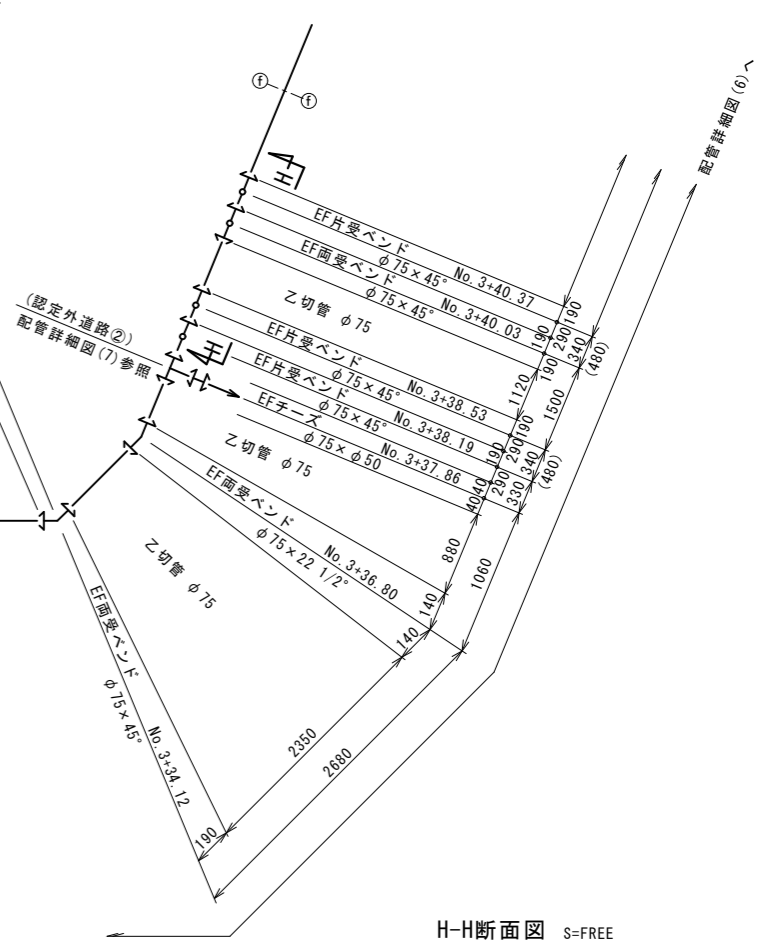 配管詳細図(6)へ
ⓕ
ⓕ
H
EF片受ベンド
φ75×45°
No.3+40.37
EF両受ベンド
φ75×45°
No.3+40.03
乙切管 φ75
(認定外道路②)
配管詳細図(7)参照
H
EF片受ベンド
φ75×45°
No.3+38.53
EF片受ベンド
φ75×45°
No.3+38.19
EFチーズ
φ75×φ50
No.3+37.86
乙切管 φ75
EF両受ベンド
φ75×22 1/2°
No.3+36.80
乙切管 φ75
EF両受ベンド
φ75×45°
No.3+34.12
190
290
190
190
340
(480)
1120
1500
190
290
190
340
(480)
290
330
40
40
880
1060
140
140
2350
2680
190
H-H断面図 S=FREE